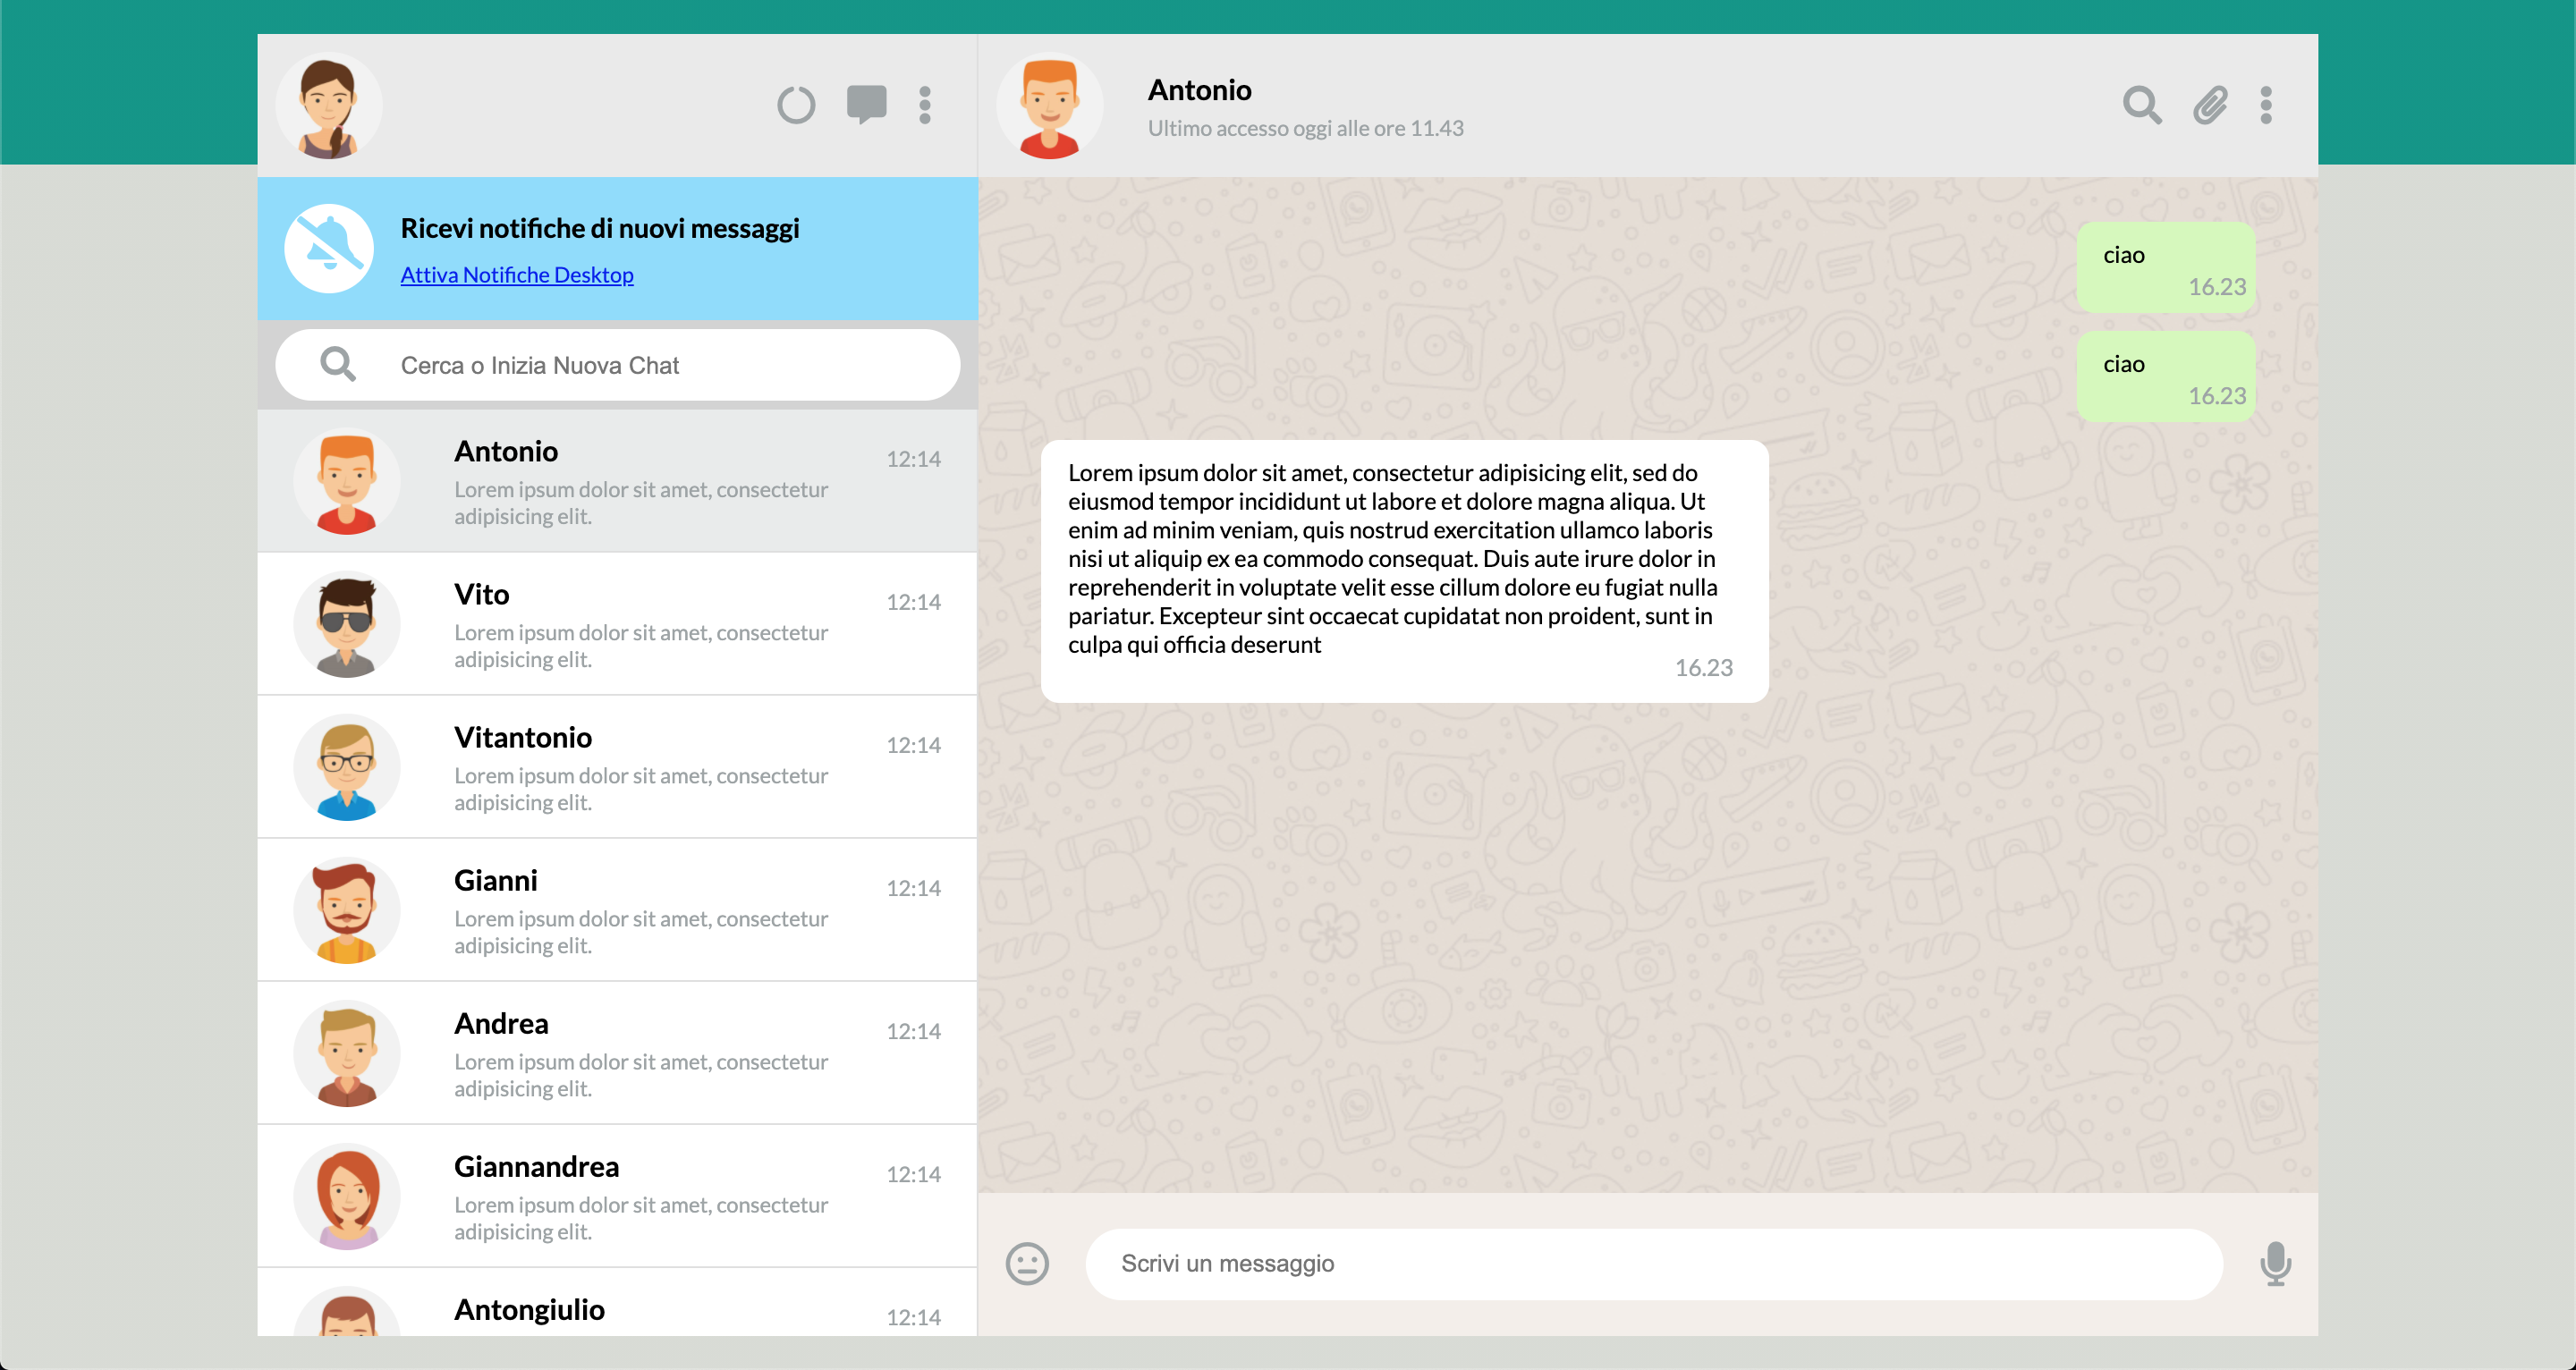 Ricevi notifiche di nuovi messaggi
Attiva Notifiche Desktop
Cerca o Inizia Nuova Chat
Antonio
12:14
Lorem ipsum dolor sit amet, consectetur
adipisicing elit.
Vito
12:14
Lorem ipsum dolor sit amet, consectetur
adipisicing elit.
Vitantonio
12:14
Lorem ipsum dolor sit amet, consectetur
adipisicing elit.
Gianni
12:14
Lorem ipsum dolor sit amet, consectetur
adipisicing elit.
Andrea
12:14
Lorem ipsum dolor sit amet, consectetur
adipisicing elit.
Giannandrea
12:14
Lorem ipsum dolor sit amet, consectetur
adipisicing elit.
Antongiulio
12:14
Antonio
Ultimo accesso oggi alle ore 11.43
ciao
16.23
ciao
16.23
Lorem ipsum dolor sit amet, consectetur adipisicing elit, sed do
eiusmod tempor incididunt ut labore et dolore magna aliqua. Ut
enim ad minim veniam, quis nostrud exercitation ullamco laboris
nisi ut aliquip ex ea commodo consequat. Duis aute irure dolor in
reprehenderit in voluptate velit esse cillum dolore eu fugiat nulla
pariatur. Excepteur sint occaecat cupidatat non proident, sunt in
culpa qui officia deserunt
16.23
Scrivi un messaggio